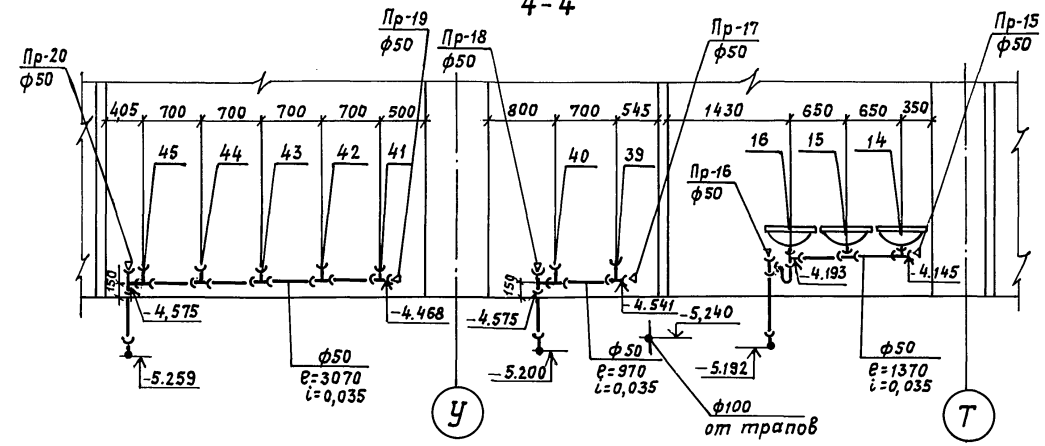 4-4
Пр-20
ф50
Пр-19
ф50
Пр-18
ф50
Пр-17
ф50
Пр-15
ф50
405 700 700 700 700 500
800 700 545
1430 650 650 350
45 44 43 42 41
40 39
16 15 14
Пр-16
ф50
150
-4,575
-4.468
-5.259
ф50
ℓ=3070
i=0,035
150
-4.575
-4.541
-5.200
ф50
ℓ=970
i=0,035
-5,240
ф100
от трапов
-4.193
-4.145
-5.192
ф50
ℓ=1370
i=0,035
У
Т